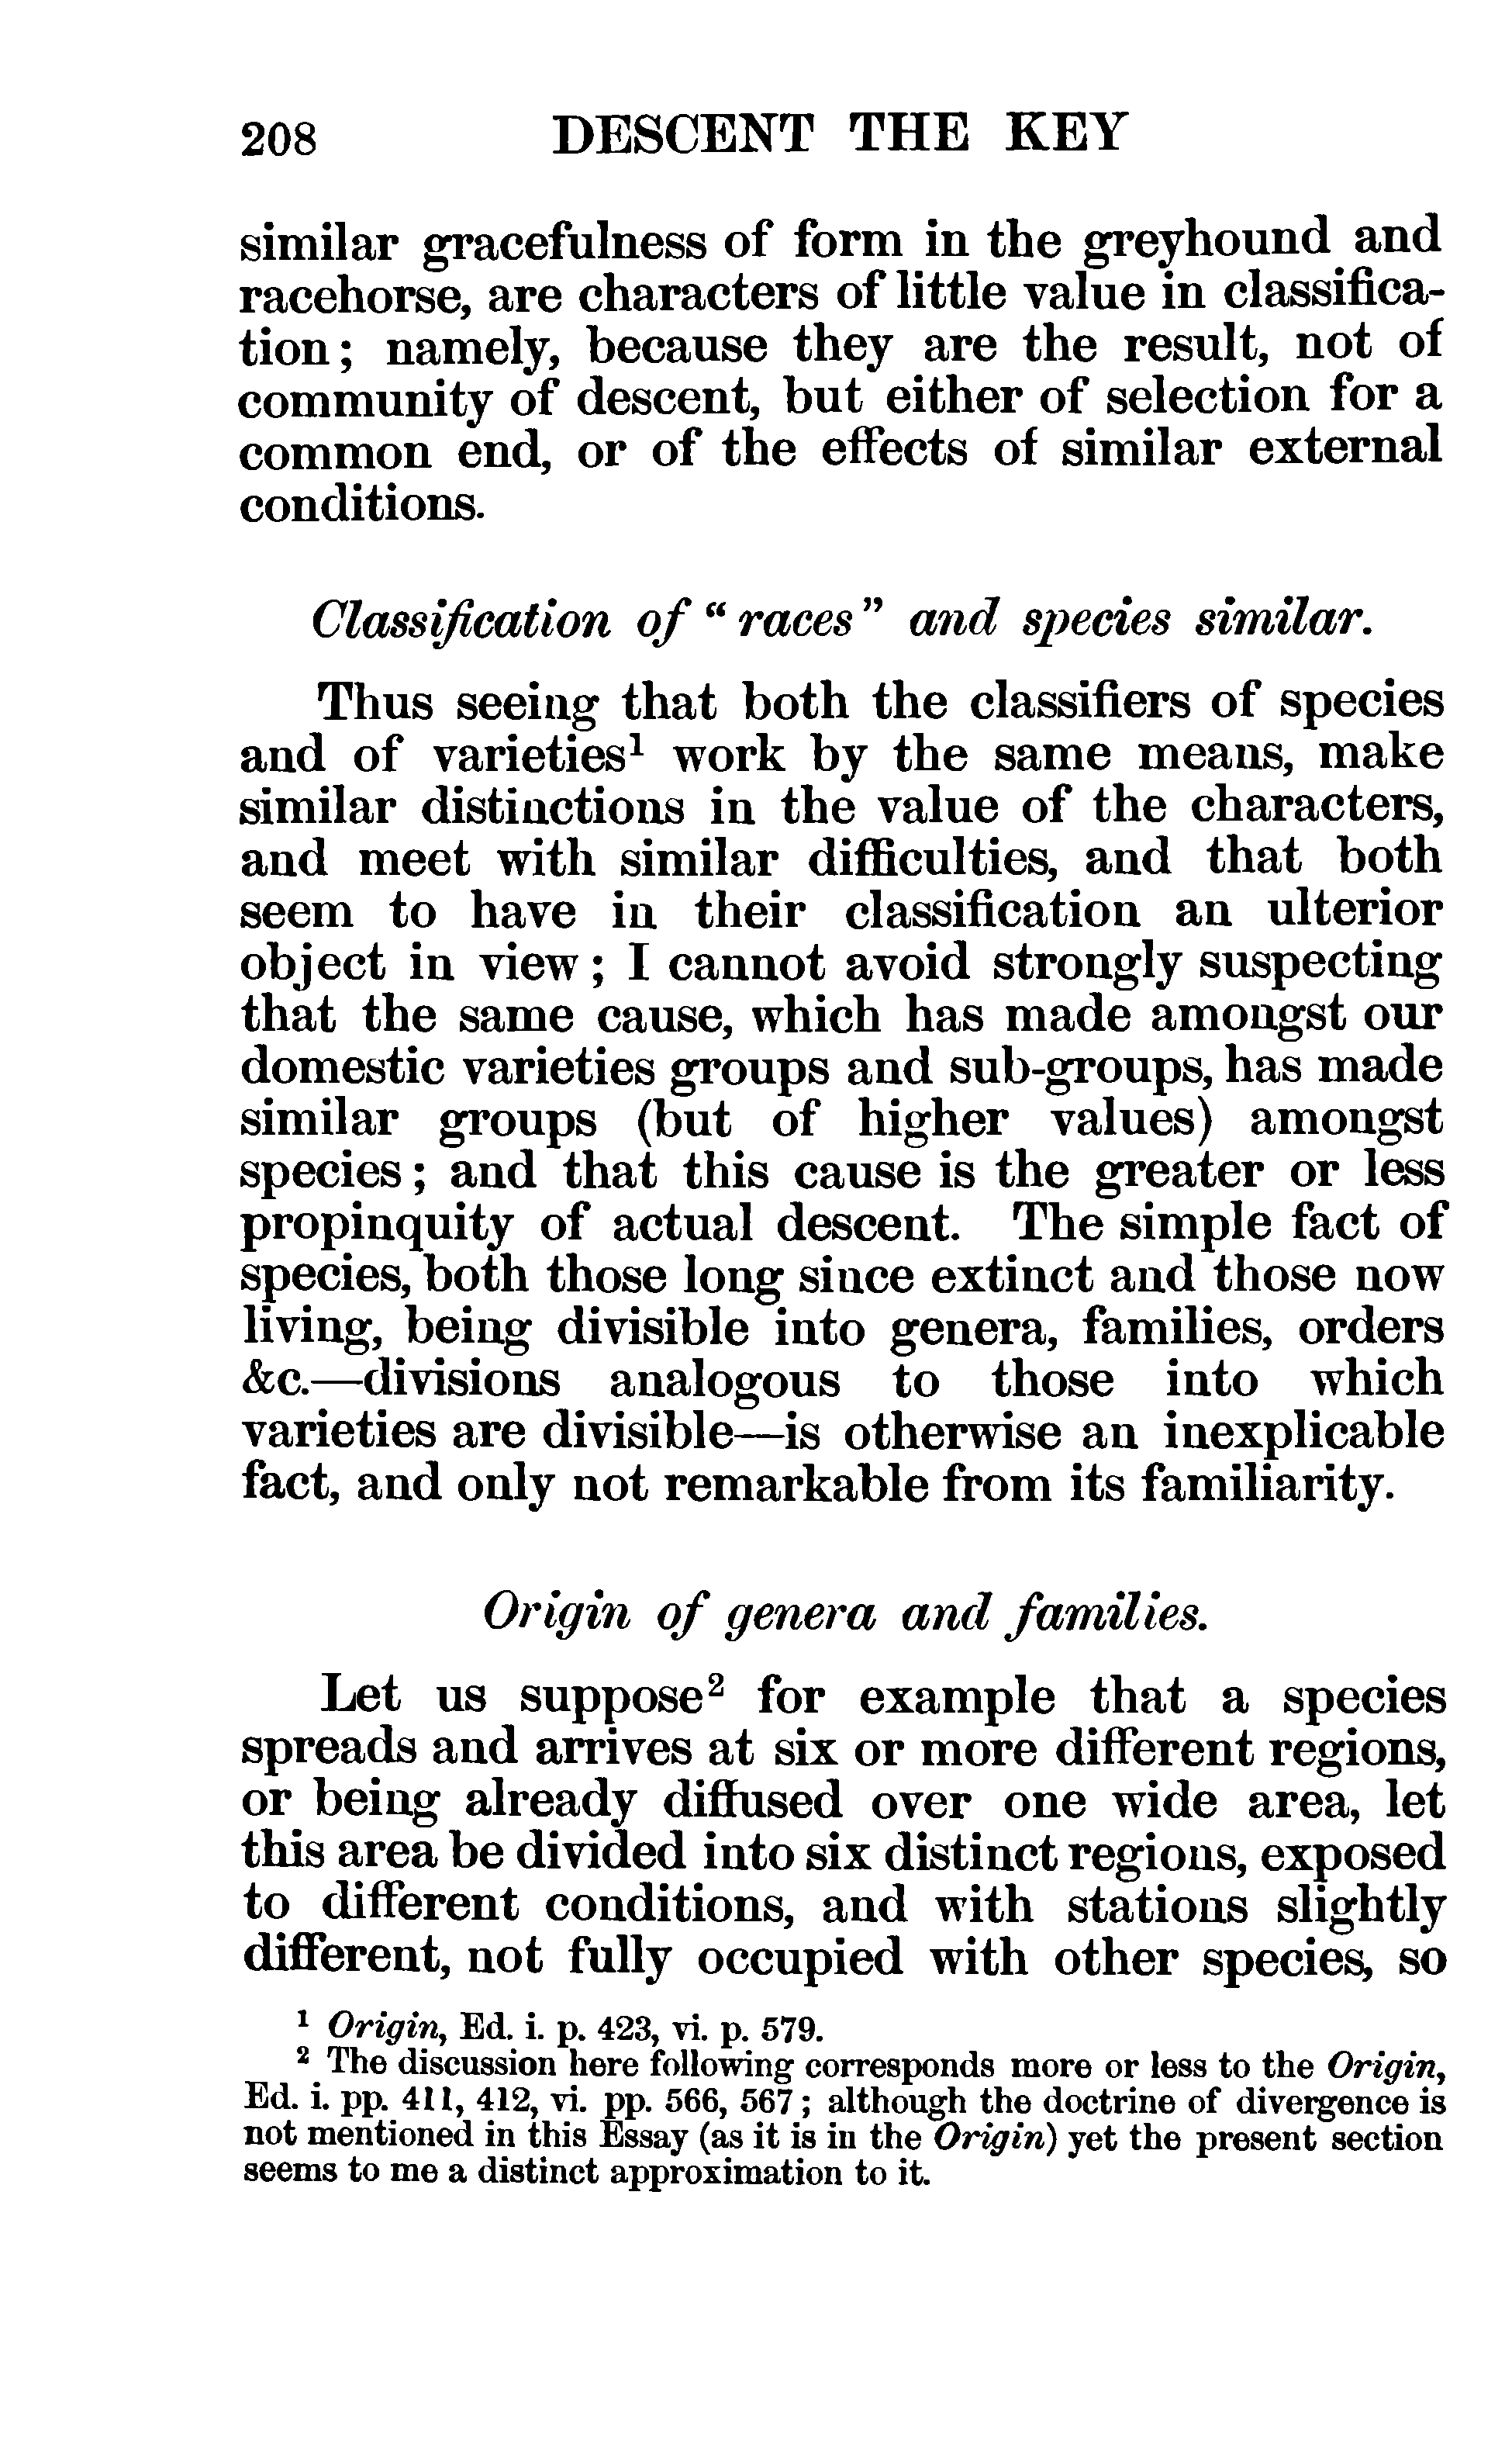 208 DESCENT THE KEY
similar gracefulness of form in the greyhound and
racehorse, are characters of little value in classifica-
tion; namely, because they are the result, not of
community of descent, but either of selection for a
common end, or of the effects of similar external
conditions.
Classification of "races" and species similar.
Thus seeing that both the classifiers of species
and of varieties¹ work by the same means, make
similar distinctions in the value of the characters,
and meet with similar difficulties, and that both
seem to have in their classification an ulterior
object in view; I cannot avoid strongly suspecting
that the same cause, which has made amongst our
domestic varieties groups and sub-groups, has made
similar groups (but of higher values) amongst
species; and that this cause is the greater or less
propinquity of actual descent. The simple fact of
species, both those long since extinct and those now
living, being divisible into genera, families, orders
&c.—divisions analogous to those into which
varieties are divisible—is otherwise an inexplicable
fact, and only not remarkable from its familiarity.
Origin of genera and families.
Let us suppose² for example that a species
spreads and arrives at six or more different regions,
or being already diffused over one wide area, let
this area be divided into six distinct regions, exposed
to different conditions, and with stations slightly
different, not fully occupied with other species, so
¹ Origin, Ed. i. p. 423, vi. p. 579.
² The discussion here following corresponds more or less to the Origin,
Ed. i. pp. 411, 412, vi. pp. 566, 567; although the doctrine of divergence is
not mentioned in this Essay (as it is in the Origin) yet the present section
seems to me a distinct approximation to it.